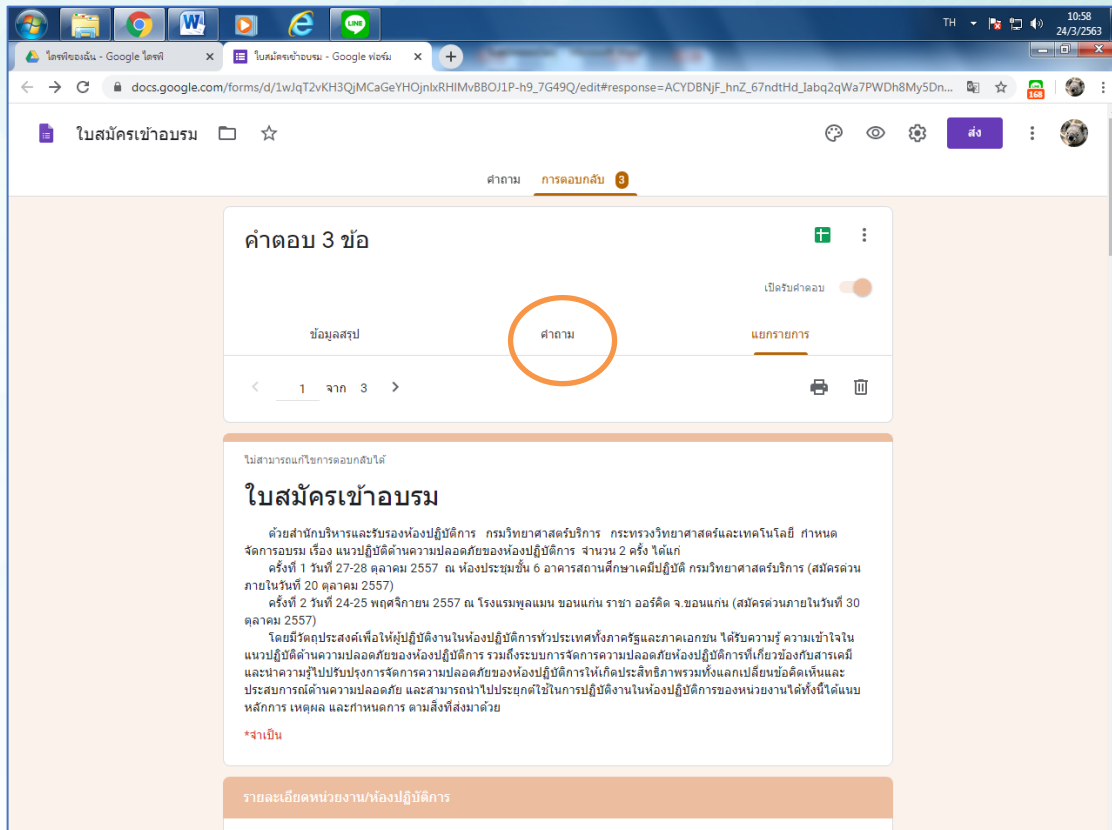 TH
10:58
24/3/2563
ไดรฟ์ของฉัน - Google ไดรฟ์
ใบสมัครเข้าอบรม - Google ฟอร์ม
docs.google.com/forms/d/1wJqT2vKH3QjMCaGeYHOjnlxRHIMvBBOJ1P-h9_7G49Q/edit#response=ACYDBNjF_hnZ_67ndtHd_Iabq2qWa7PWDh8My5Dn...
168
ใบสมัครเข้าอบรม
ส่ง
คำถาม การตอบกลับ 3
คำตอบ 3 ข้อ
เปิดรับคำตอบ
ข้อมูลสรุป คำถาม แยกรายการ
< 1 จาก 3 >
ไม่สามารถแก้ไขการตอบกลับได้
ใบสมัครเข้าอบรม
ด้วยสำนักบริหารและรับรองห้องปฏิบัติการ กรมวิทยาศาสตร์บริการ กระทรวงวิทยาศาสตร์และเทคโนโลยี กำหนด
จัดการอบรม เรื่อง แนวปฏิบัติด้านความปลอดภัยของห้องปฏิบัติการ จำนวน 2 ครั้ง ได้แก่
ครั้งที่ 1 วันที่ 27-28 ตุลาคม 2557 ณ ห้องประชุมชั้น 6 อาคารสถานศึกษาเคมีปฏิบัติ กรมวิทยาศาสตร์บริการ (สมัครด่วน
ภายในวันที่ 20 ตุลาคม 2557)
ครั้งที่ 2 วันที่ 24-25 พฤศจิกายน 2557 ณ โรงแรมพูลแมน ขอนแก่น ราชา ออร์คิด จ.ขอนแก่น (สมัครด่วนภายในวันที่ 30
ตุลาคม 2557)
โดยมีวัตถุประสงค์เพื่อให้ผู้ปฏิบัติงานในห้องปฏิบัติการทั่วประเทศทั้งภาครัฐและภาคเอกชน ได้รับความรู้ ความเข้าใจใน
แนวปฏิบัติด้านความปลอดภัยของห้องปฏิบัติการ รวมถึงระบบการจัดการความปลอดภัยห้องปฏิบัติการที่เกี่ยวข้องกับสารเคมี
และนำความรู้ไปปรับปรุงการจัดการความปลอดภัยของห้องปฏิบัติการให้เกิดประสิทธิภาพรวมทั้งแลกเปลี่ยนข้อคิดเห็นและ
ประสบการณ์ด้านความปลอดภัย และสามารถนำไปประยุกต์ใช้ในการปฏิบัติงานในห้องปฏิบัติการของหน่วยงานได้ทั้งนี้ได้แนบ
หลักการ เหตุผล และกำหนดการ ตามสิ่งที่ส่งมาด้วย
*จำเป็น
รายละเอียดหน่วยงาน/ห้องปฏิบัติการ